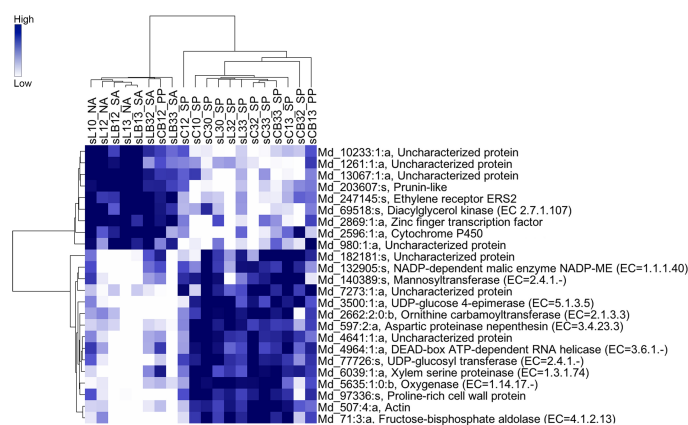 High
Low
sL10_NA
sL12_NA
sLB12_SA
sL13_NA
sLB13_SA
sLB32_SA
sCB12_PP
sLB33_SA
sC12_SP
sC10_SP
sC30_SP
sL30_SP
sL32_SP
sL33_SP
sC32_SP
sC33_SP
sCB33_SP
sC13_SP
sCB32_SP
sCB13_PP
Md_10233:1:a, Uncharacterized protein
Md_1261:1:a, Uncharacterized protein
Md_13067:1:a, Uncharacterized protein
Md_203607:s, Prunin-like
Md_247145:s, Ethylene receptor ERS2
Md_69518:s, Diacylglycerol kinase (EC 2.7.1.107)
Md_2869:1:a, Zinc finger transcription factor
Md_2596:1:a, Cytochrome P450
Md_980:1:a, Uncharacterized protein
Md_182181:s, Uncharacterized protein
Md_132905:s, NADP-dependent malic enzyme NADP-ME (EC=1.1.1.40)
Md_140389:s, Mannosyltransferase (EC=2.4.1.-)
Md_7273:1:a, Uncharacterized protein
Md_3500:1:a, UDP-glucose 4-epimerase (EC=5.1.3.5)
Md_2662:2:0:b, Ornithine carbamoyltransferase (EC=2.1.3.3)
Md_597:2:a, Aspartic proteinase nepenthesin (EC=3.4.23.3)
Md_4641:1:a, Uncharacterized protein
Md_4964:1:a, DEAD-box ATP-dependent RNA helicase (EC=3.6.1.-)
Md_77726:s, UDP-glucosyl transferase (EC=2.4.1.-)
Md_6039:1:a, Xylem serine proteinase (EC=1.3.1.74)
Md_5635:1:0:b, Oxygenase (EC=1.14.17.-)
Md_97336:s, Proline-rich cell wall protein
Md_507:4:a, Actin
Md_71:3:a, Fructose-bisphosphate aldolase (EC=4.1.2.13)